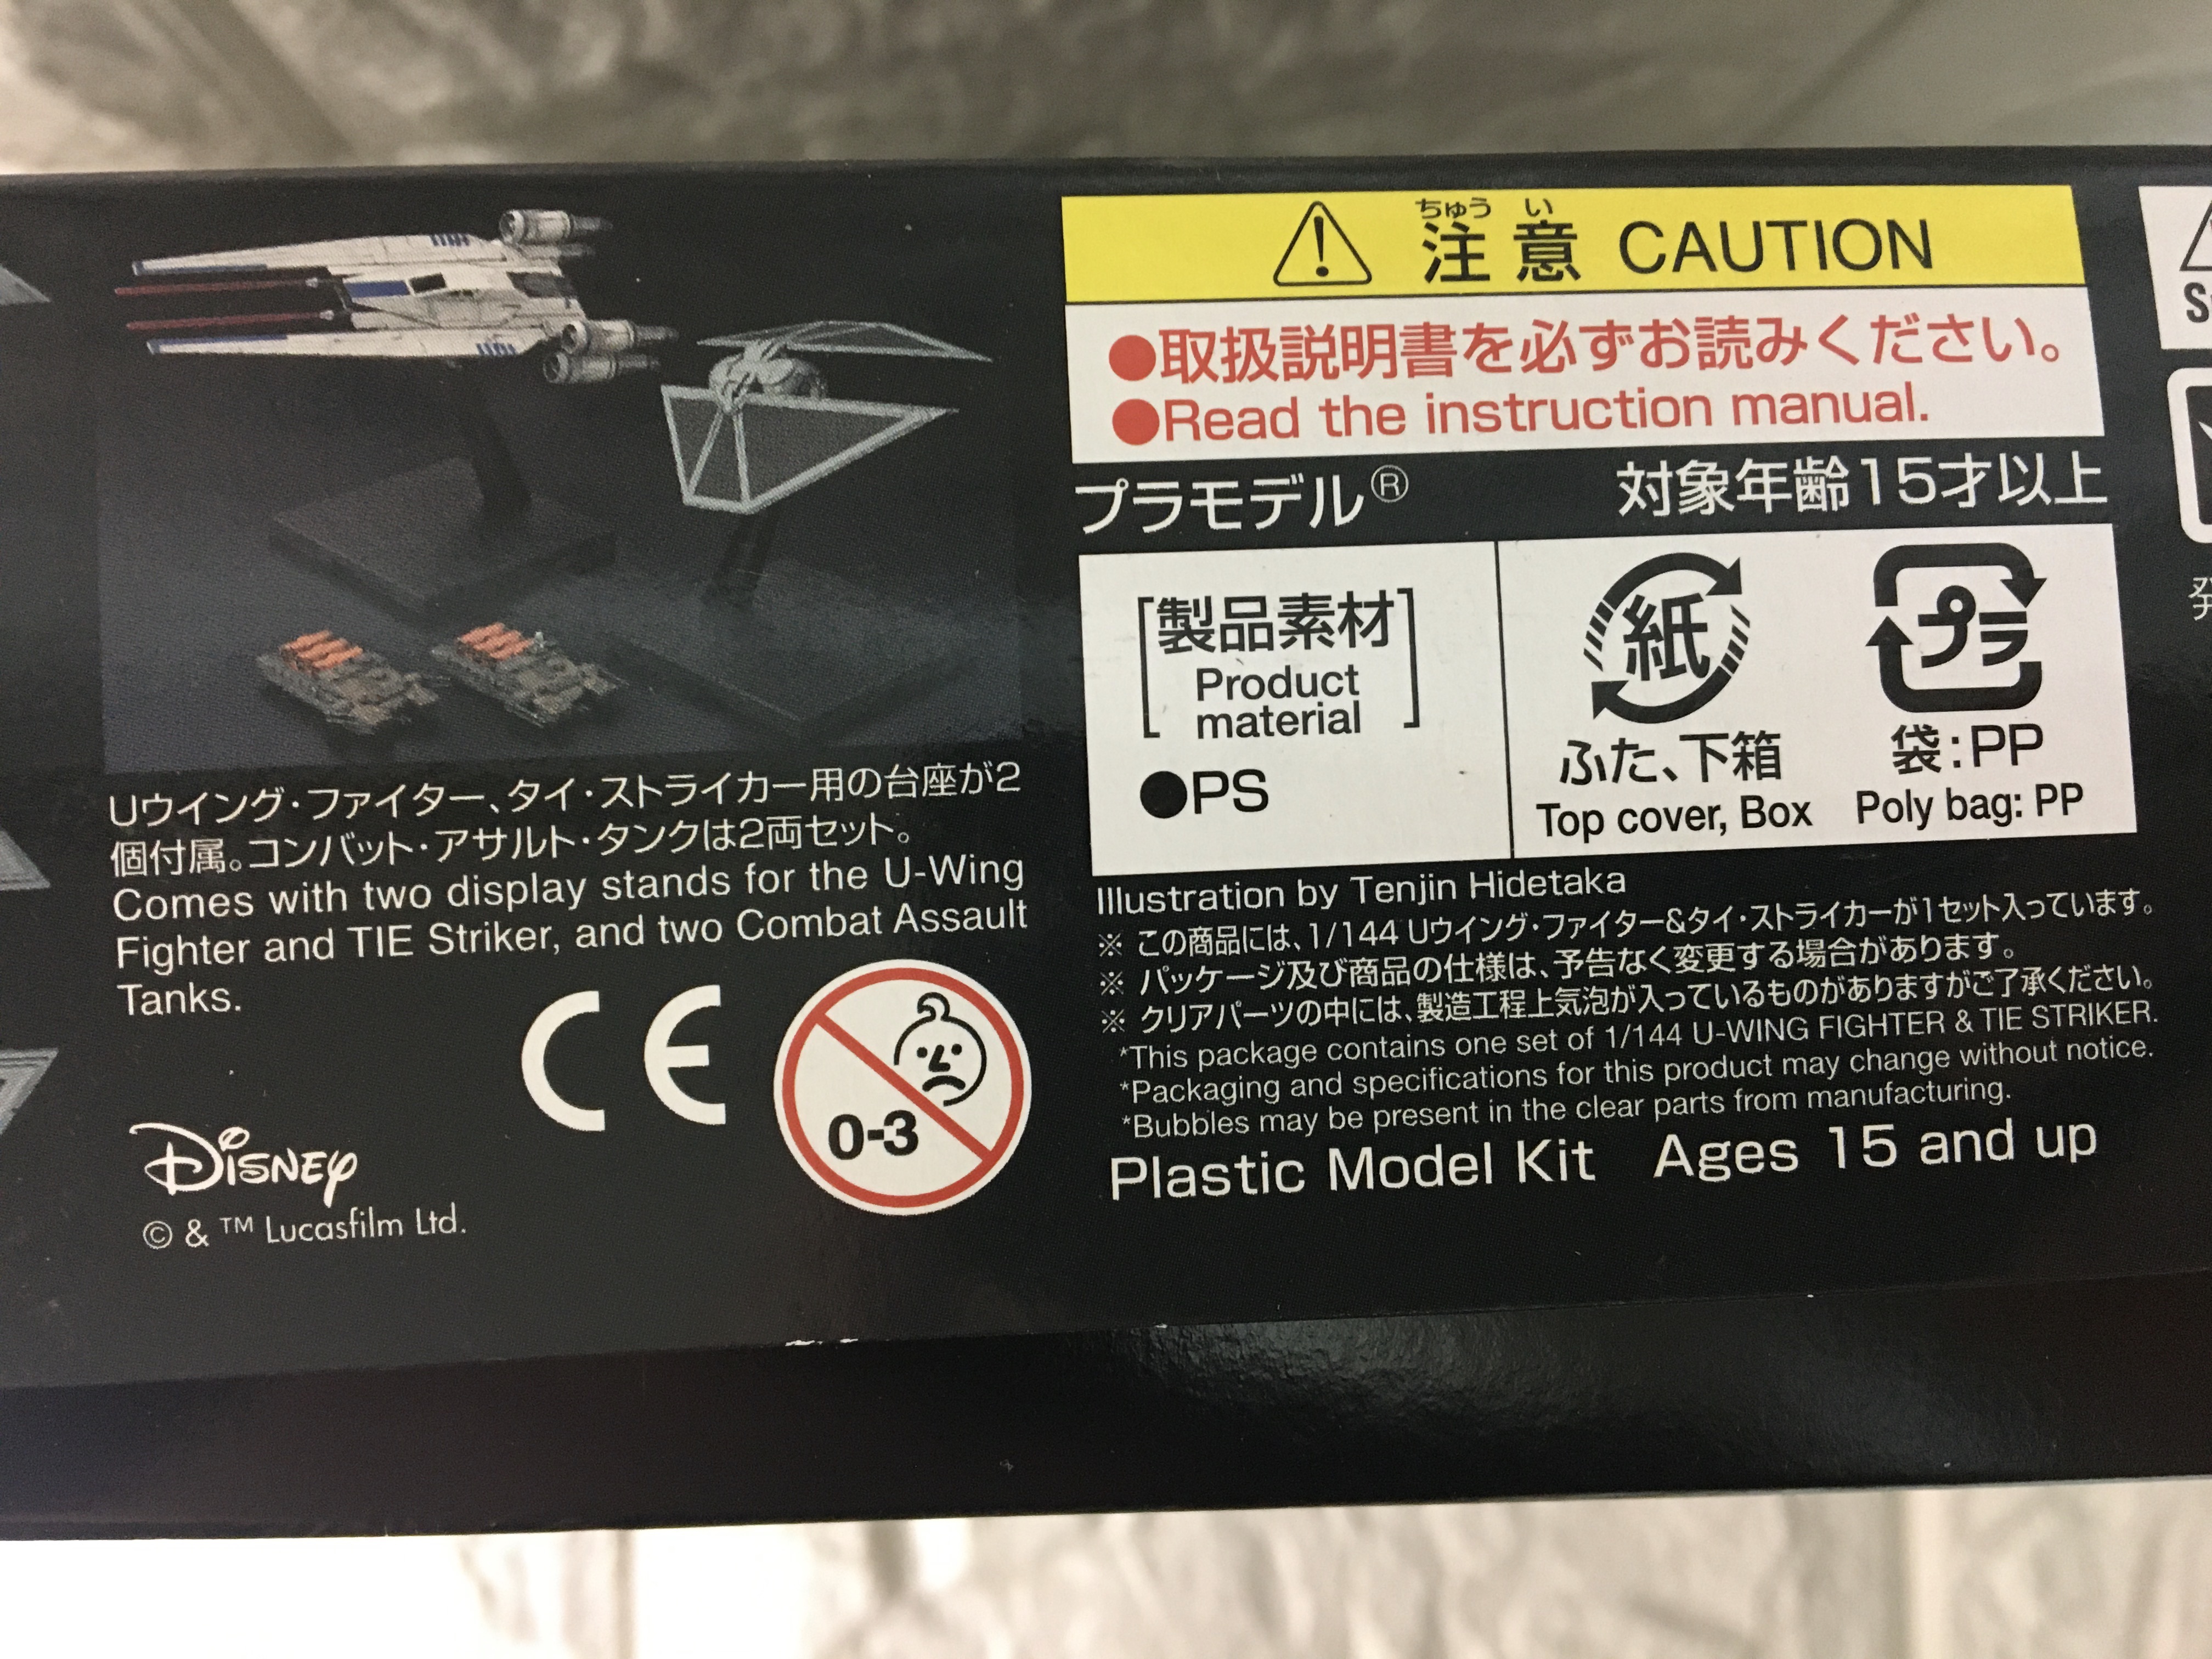 Uウイング・ファイター、タイ・ストライカー用の台座が2
個付属。コンバット・アサルト・タンクは2両セット。
Comes with two display stands for the U-Wing
Fighter and TIE Striker, and two Combat Assault
Tanks.
CE
0-3
Disney
© & ™ Lucasfilm Ltd.
ちゅう い
注意 CAUTION
●取扱説明書を必ずお読みください。
●Read the instruction manual.
プラモデル® 対象年齢15才以上
[製品素材
Product
material]
●PS
紙
ふた、下箱
Top cover, Box
プラ
袋:PP
Poly bag: PP
Illustration by Tenjin Hidetaka
※ この商品には、1/144 Uウイング・ファイター&タイ・ストライカーが1セット入っています。
※ パッケージ及び商品の仕様は、予告なく変更する場合があります。
※ クリアパーツの中には、製造工程上気泡が入っているものがありますがご了承ください。
*This package contains one set of 1/144 U-WING FIGHTER & TIE STRIKER.
*Packaging and specifications for this product may change without notice.
*Bubbles may be present in the clear parts from manufacturing.
Plastic Model Kit Ages 15 and up